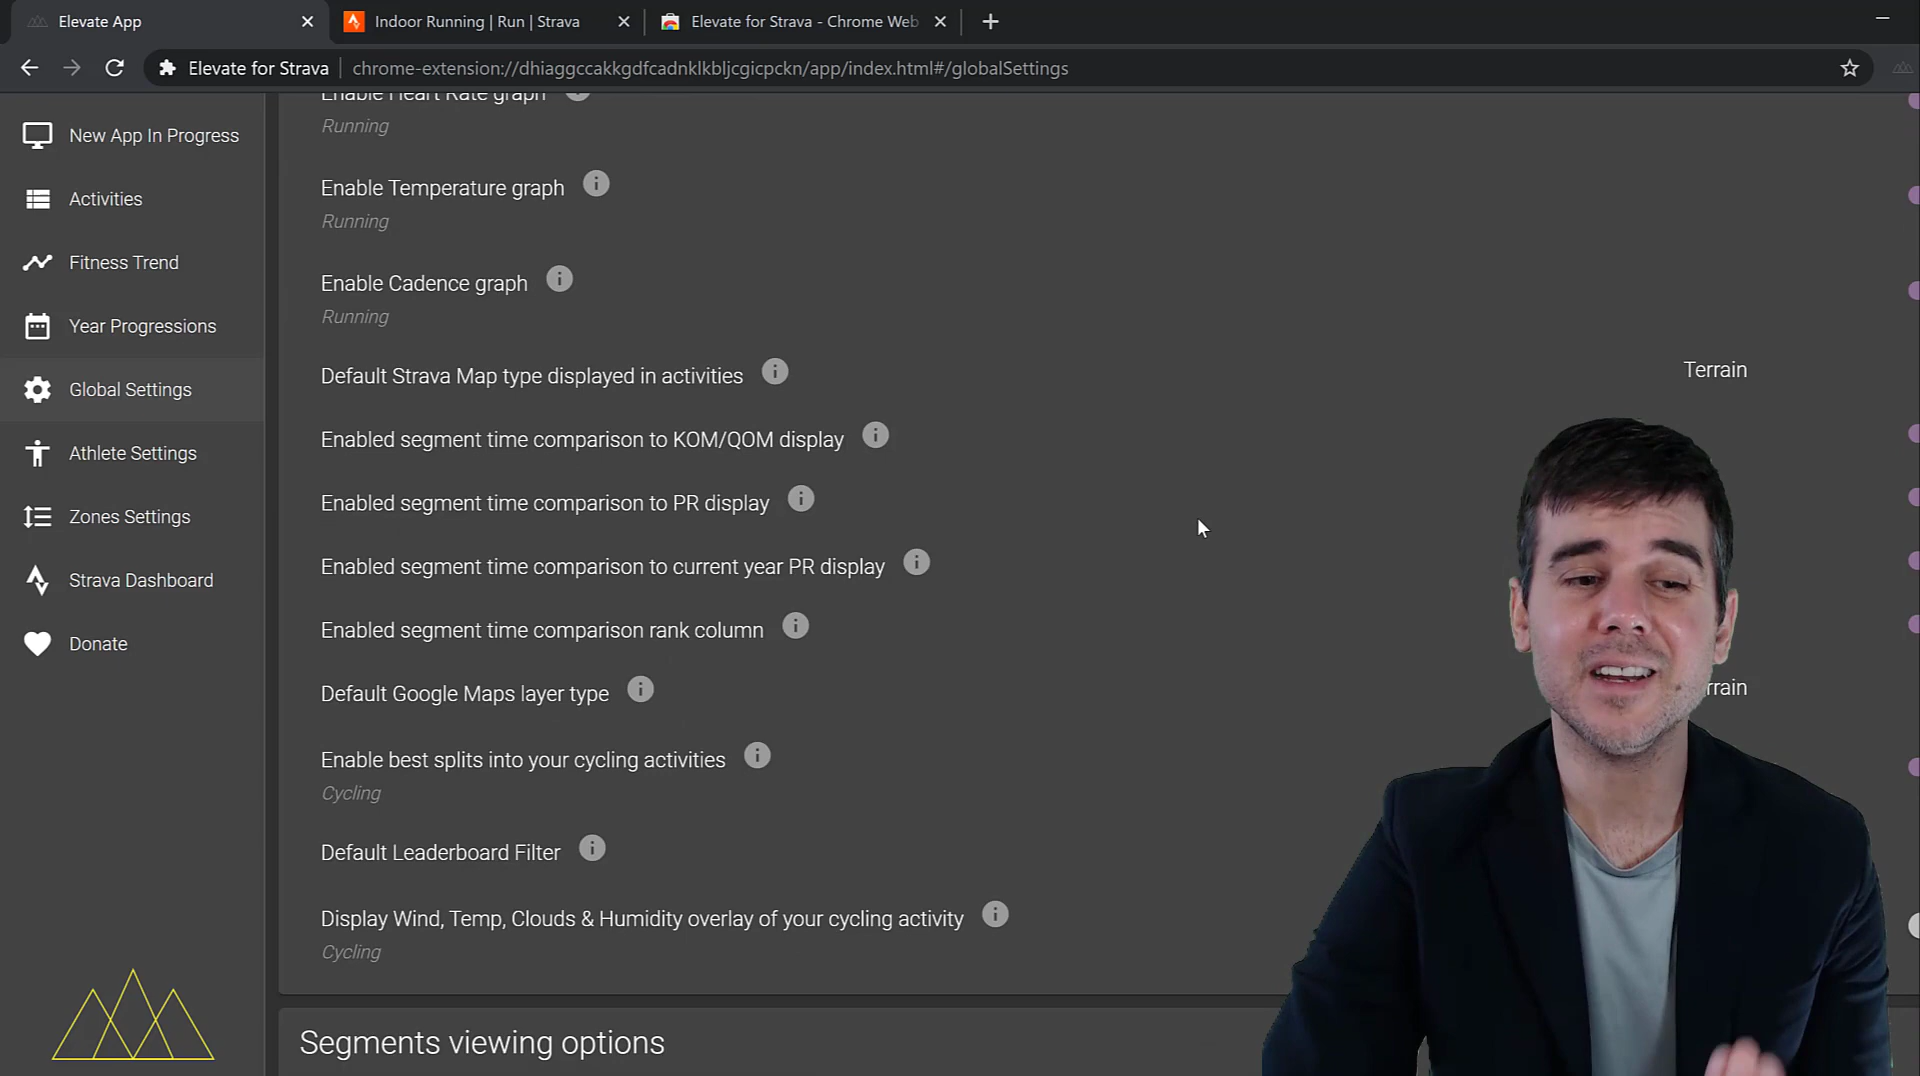 Elevate App
Indoor Running | Run | Strava
Elevate for Strava - Chrome Web
Elevate for Strava
chrome-extension://dhiaggccakkgdfcadnklkbljcgicpckn/app/index.html#/globalSettings
New App In Progress
Activities
Fitness Trend
Year Progressions
Global Settings
Athlete Settings
Zones Settings
Strava Dashboard
Donate
Enable Heart Rate graph
Running
Enable Temperature graph
Running
Enable Cadence graph
Running
Default Strava Map type displayed in activities
Terrain
Enabled segment time comparison to KOM/QOM display
Enabled segment time comparison to PR display
Enabled segment time comparison to current year PR display
Enabled segment time comparison rank column
Default Google Maps layer type
rrain
Enable best splits into your cycling activities
Cycling
Default Leaderboard Filter
Display Wind, Temp, Clouds & Humidity overlay of your cycling activity
Cycling
Segments viewing options